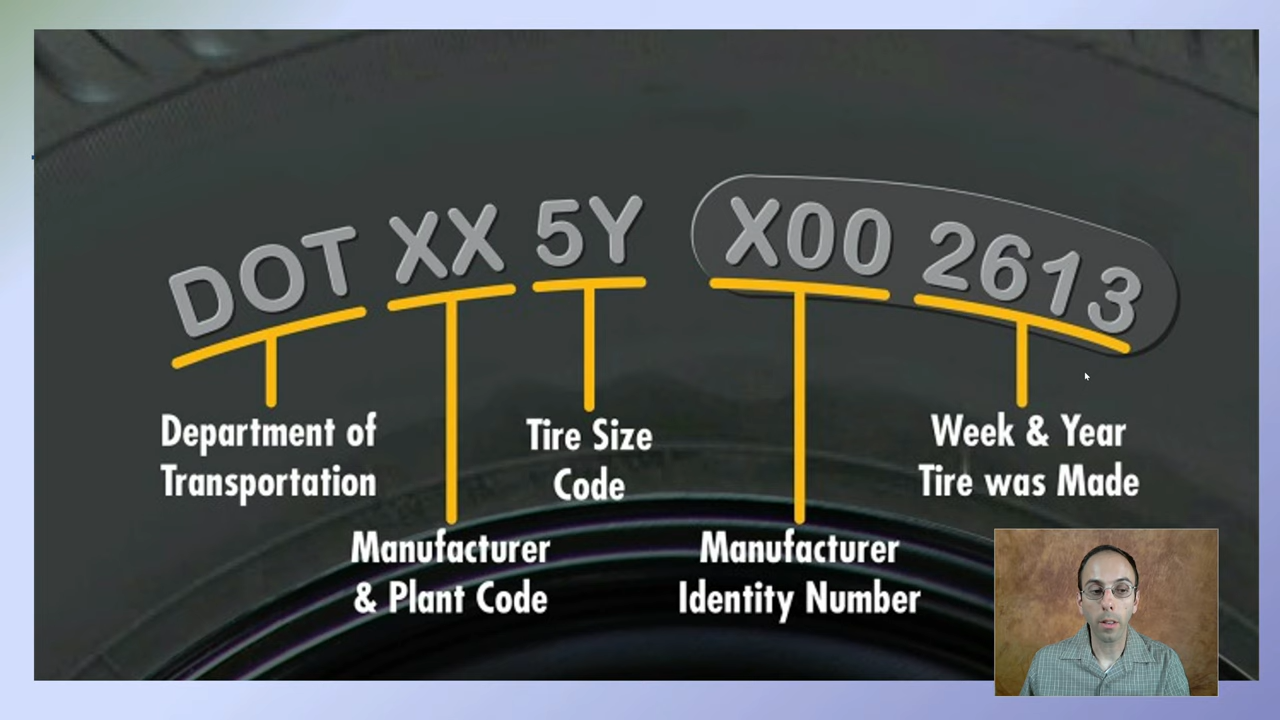 DOT XX 5Y X00 2613
Department of
Transportation
Manufacturer
& Plant Code
Tire Size
Code
Manufacturer
Identity Number
Week & Year
Tire was Made